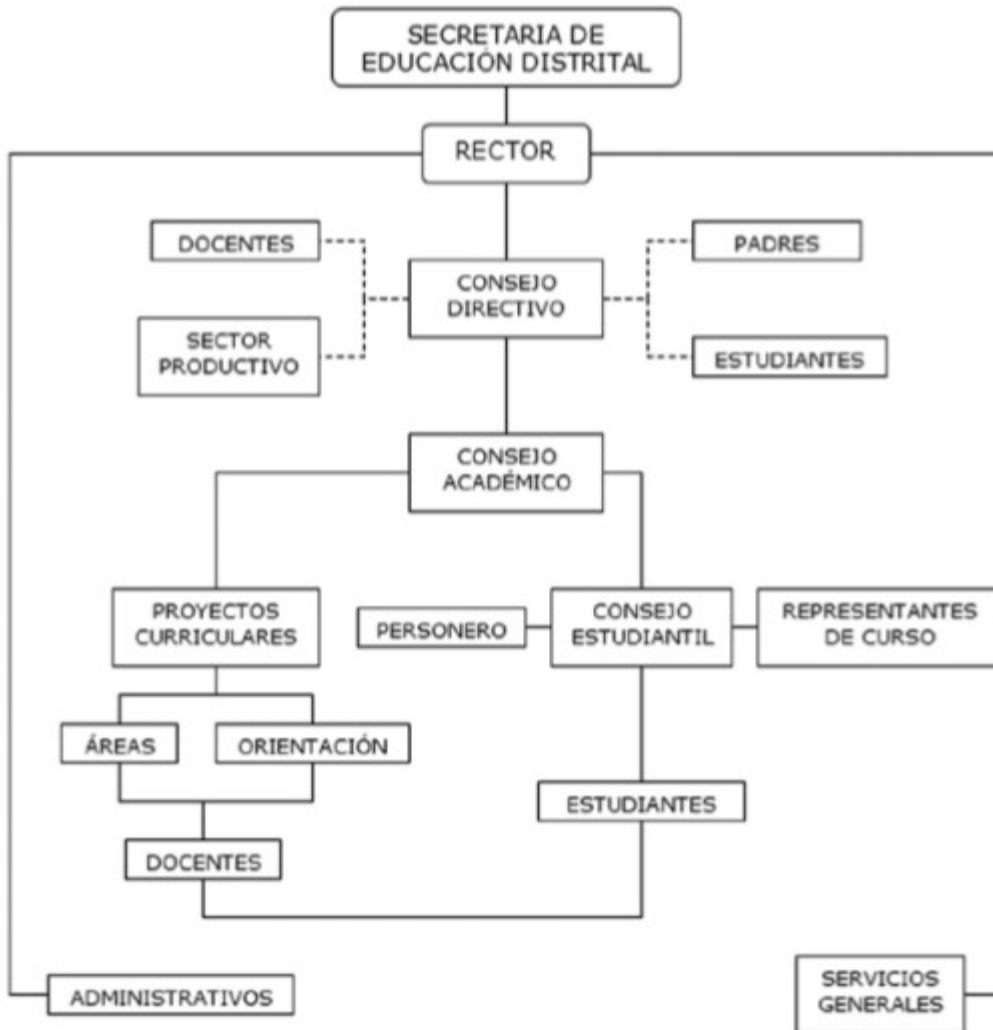 SECRETARIA DE
EDUCACIÓN DISTRITAL
RECTOR
DOCENTES
PADRES
CONSEJO
DIRECTIVO
SECTOR
PRODUCTIVO
ESTUDIANTES
CONSEJO
ACADÉMICO
PROYECTOS
CURRICULARES
PERSONERO
CONSEJO
ESTUDIANTIL
REPRESENTANTES
DE CURSO
ÁREAS
ORIENTACIÓN
ESTUDIANTES
DOCENTES
ADMINISTRATIVOS
SERVICIOS
GENERALES